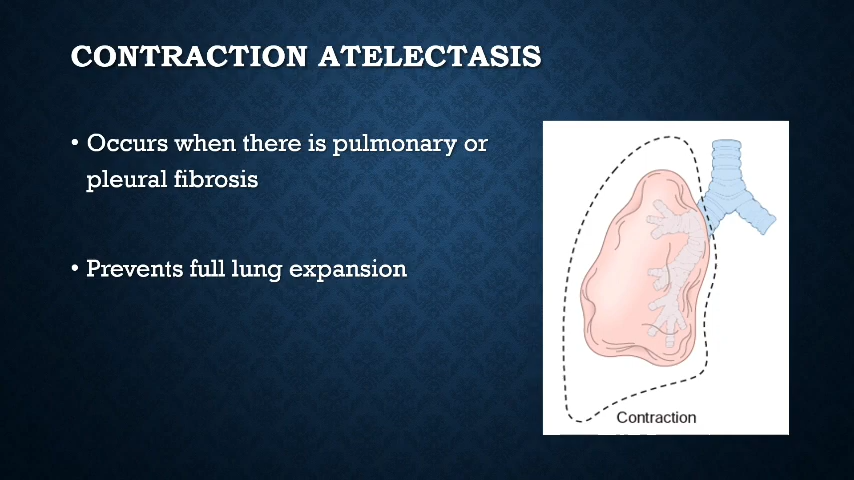 CONTRACTION ATELECTASIS
• Occurs when there is pulmonary or
pleural fibrosis
• Prevents full lung expansion
Contraction